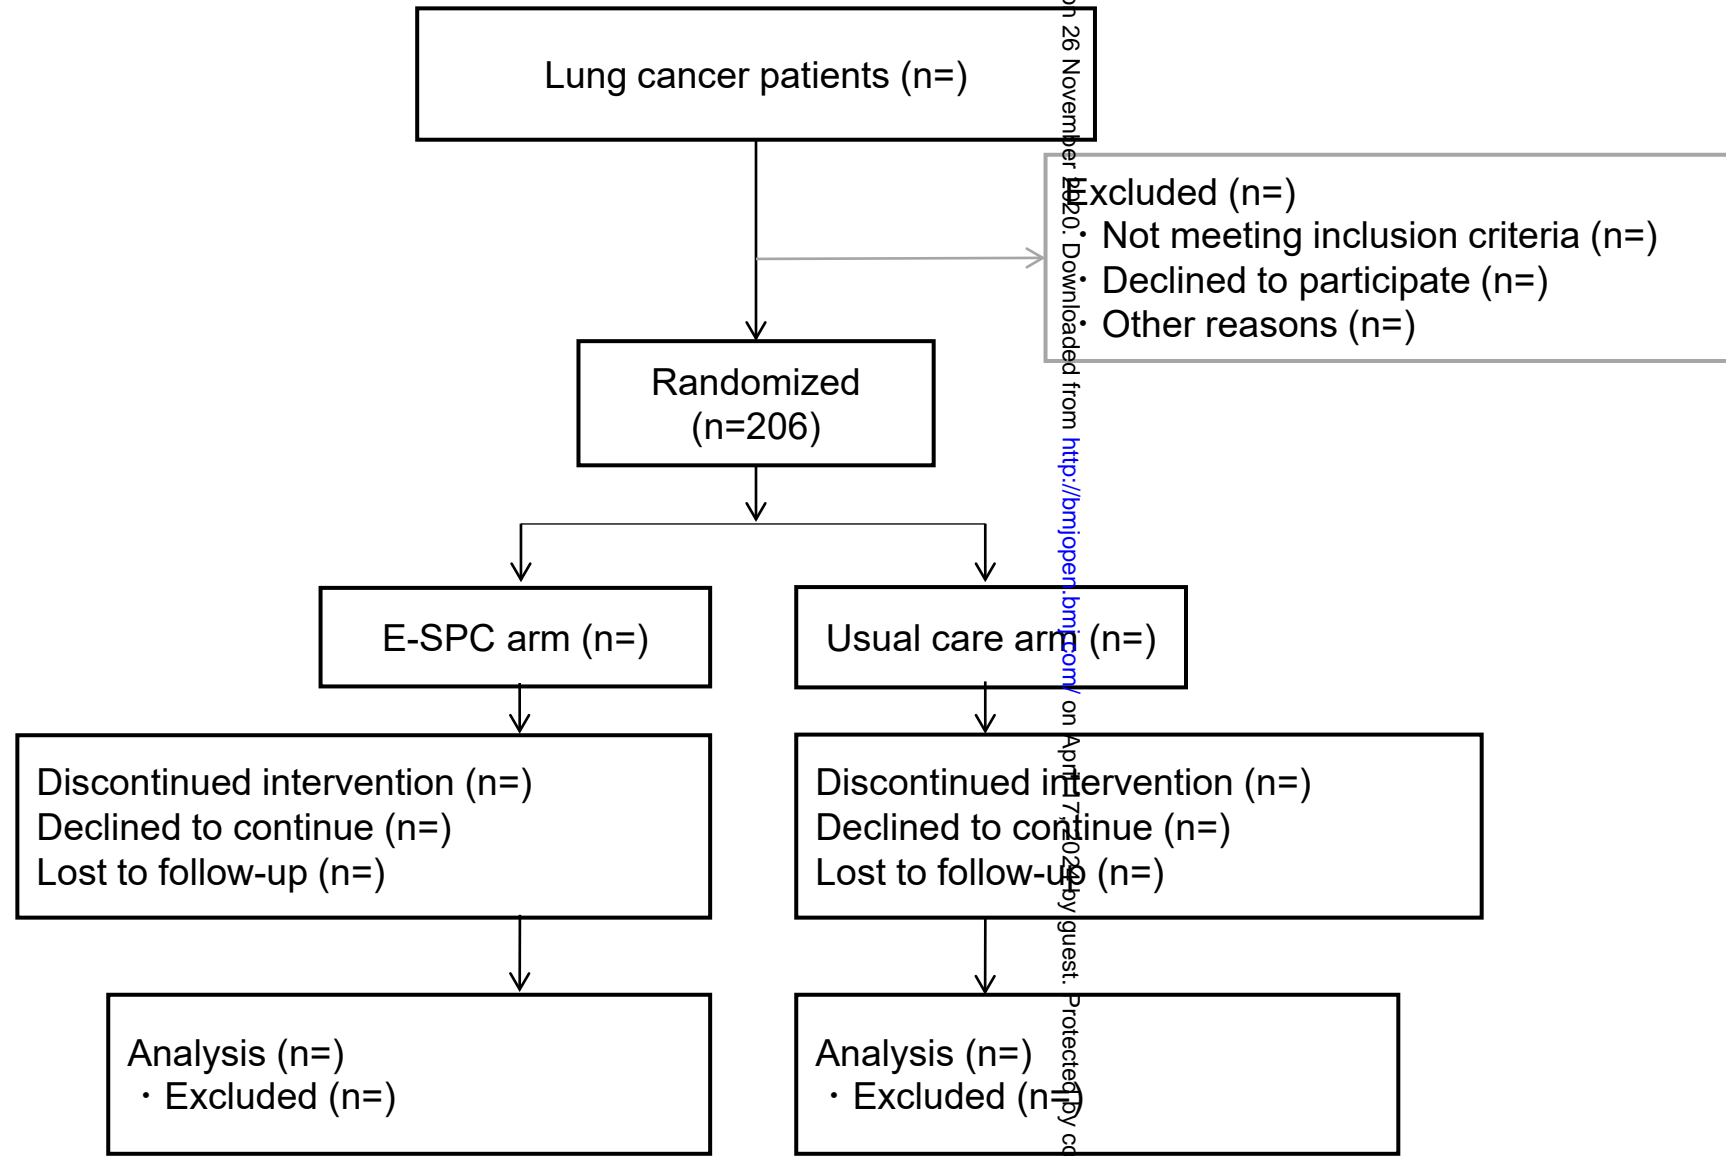 Lung cancer patients (n=)
Excluded (n=)
・Not meeting inclusion criteria (n=)
・Declined to participate (n=)
・Other reasons (n=)
Randomized
(n=206)
E-SPC arm (n=)
Usual care arm (n=)
Discontinued intervention (n=)
Declined to continue (n=)
Lost to follow-up (n=)
Discontinued intervention (n=)
Declined to continue (n=)
Lost to follow-up (n=)
Analysis (n=)
・Excluded (n=)
Analysis (n=)
・Excluded (n=)
on 26 November 2020. Downloaded from http://bmjopen.bmj.com/ on April 17, 2024 by guest. Protected by